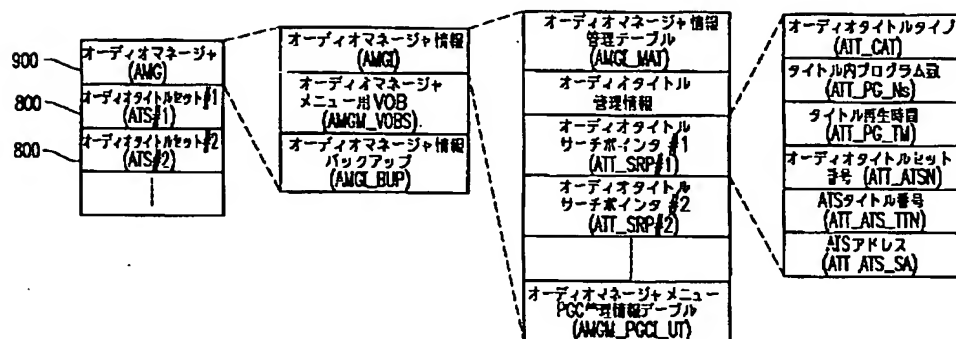 900
800
800
オーディオマネージャ
(AMG)
オーディオタイトルセット#1
(ATS#1)
オーディオタイトルセット#2
(ATS#2)
オーディオマネージャ情報
(AMGI)
オーディオマネージャ
メニュー用VOB
(AMGM_VOBS)
オーディオマネージャ情報
バックアップ
(AMGI_BUP)
オーディオマネージャ情報
管理テーブル
(AMGI_MAT)
オーディオタイトル
管理情報
オーディオタイトル
サーチポインタ #1
(ATT_SRP#1)
オーディオタイトル
サーチポインタ #2
(ATT_SRP#2)
オーディオマネージャメニュー
PGC管理情報テーブル
(AMGM_PGCI_UT)
オーディオタイトルタイプ
(ATT_CAT)
タイトル内プログラム数
(ATT_PG_Ns)
タイトル再生時間
(ATT_PG_TM)
オーディオタイトルセット
番号 (ATT_ATSN)
ATSタイトル番号
(ATT_ATS_TTN)
ATSアドレス
(ATT_ATS_SA)